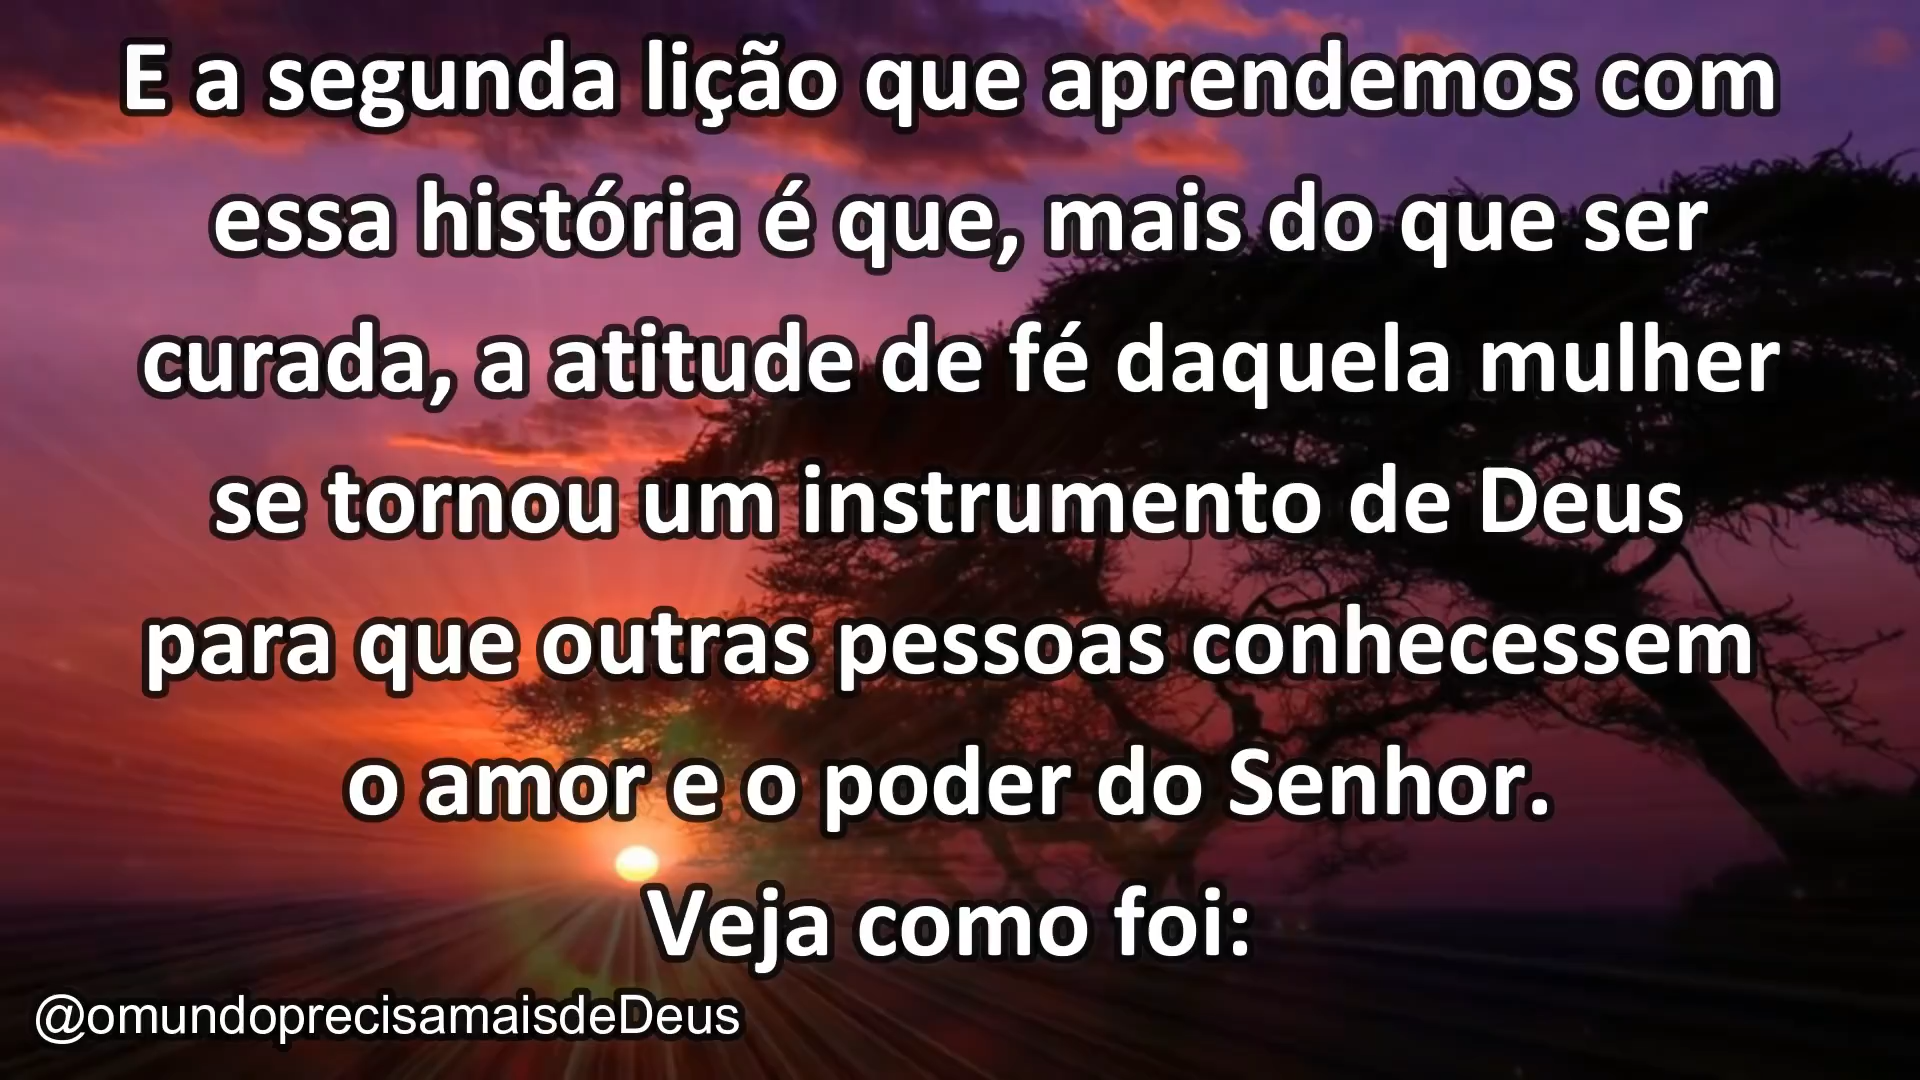 E a segunda lição que aprendemos com
essa história é que, mais do que ser
curada, a atitude de fé daquela mulher
se tornou um instrumento de Deus
para que outras pessoas conhecessem
o amor e o poder do Senhor.
Veja como foi:
@omundoprecisamaisdeDeus